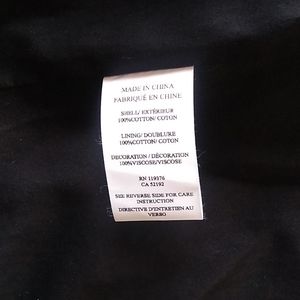 MADE IN CHINA
FABRIQUÉ EN CHINE
SHELL/ EXTÉRIEUR
100%COTTON/ COTON
LINING/ DOUBLURE
100%COTTON/ COTON
DECORATION / DÉCORATION
100%VISCOSE/VISCOSE
RN 119376
CA 52192
SEE REVERSE SIDE FOR CARE
INSTRUCTION
DIRECTIVE D'ENTRETIEN AU
VERSO